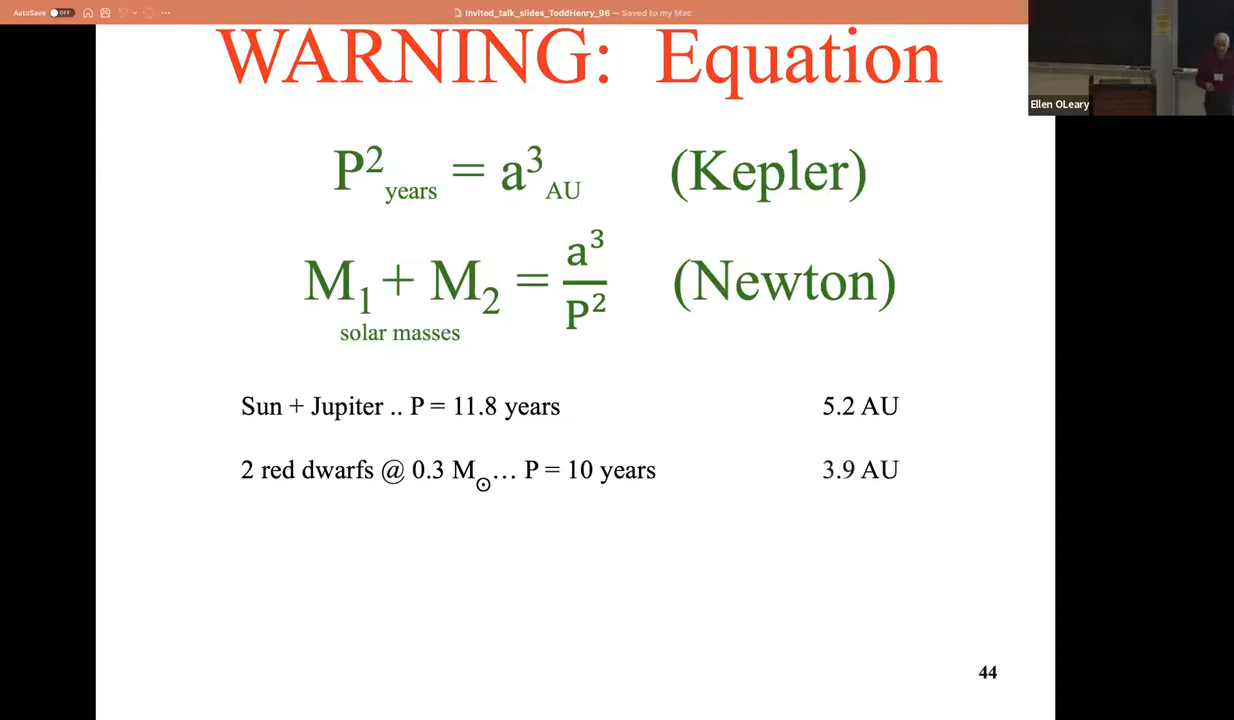 AutoSave OFF
Invited_talk_slides_ToddHenry_96 — Saved to my Mac
WARNING: Equation
P²years = a³AU (Kepler)
M₁ + M₂ = a³/P² (Newton)
solar masses
Sun + Jupiter .. P = 11.8 years 5.2 AU
2 red dwarfs @ 0.3 M☉… P = 10 years 3.9 AU
44
Ellen OLeary